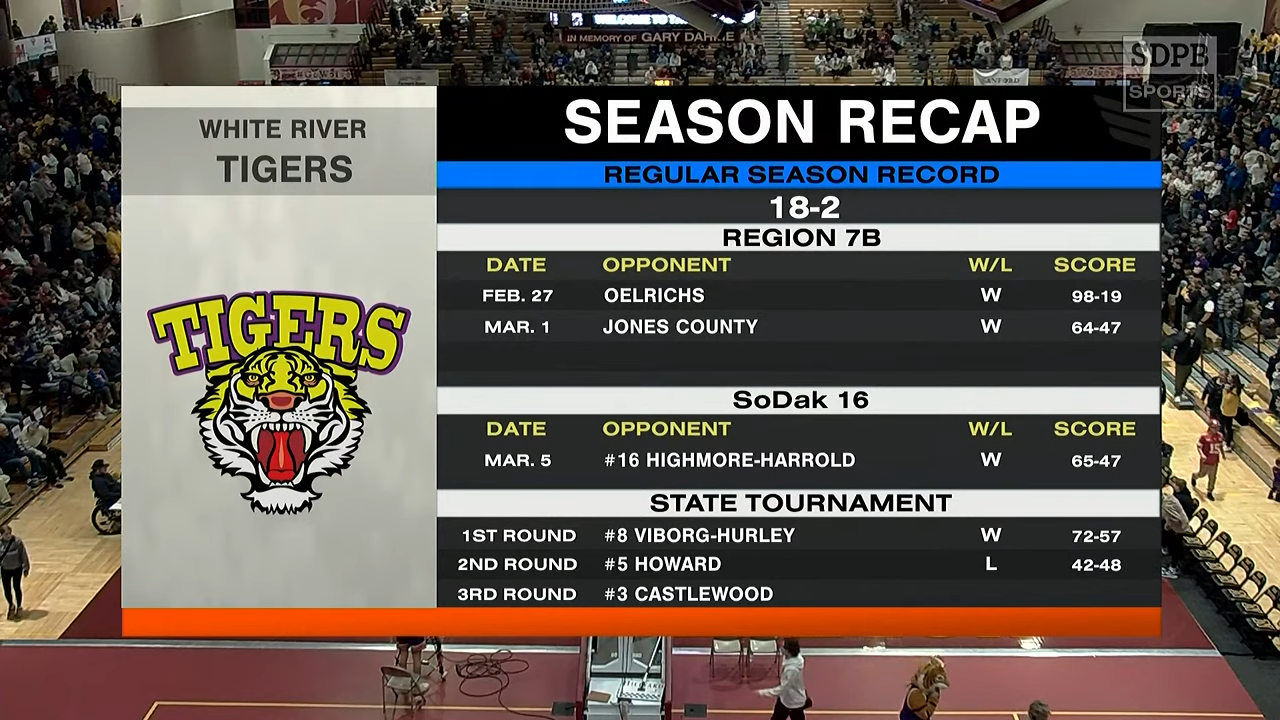 WELCOME TO
IN MEMORY OF GARY DAHME
SDPB
SPORTS
WHITE RIVER
TIGERS
TIGERS
SEASON RECAP
REGULAR SEASON RECORD
18-2
REGION 7B
DATE OPPONENT W/L SCORE
FEB. 27 OELRICHS W 98-19
MAR. 1 JONES COUNTY W 64-47
SoDak 16
DATE OPPONENT W/L SCORE
MAR. 5 #16 HIGHMORE-HARROLD W 65-47
STATE TOURNAMENT
1ST ROUND #8 VIBORG-HURLEY W 72-57
2ND ROUND #5 HOWARD L 42-48
3RD ROUND #3 CASTLEWOOD